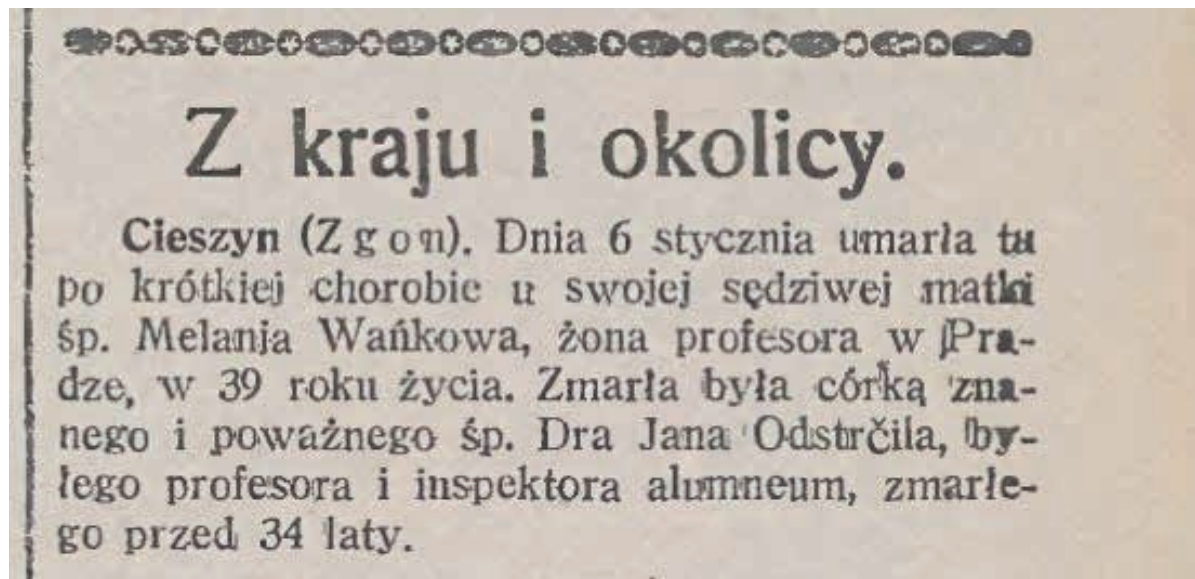 Z kraju i okolicy.
Cieszyn (Zgon). Dnia 6 stycznia umarła tu
po krótkiej chorobie u swojej sędziwej matki
śp. Melanja Wańkowa, żona profesora w Pra-
dze, w 39 roku życia. Zmarła była córką zna-
nego i poważnego śp. Dra Jana Odstrčila, by-
łego profesora i inspektora alumneum, zmarłe-
go przed 34 laty.